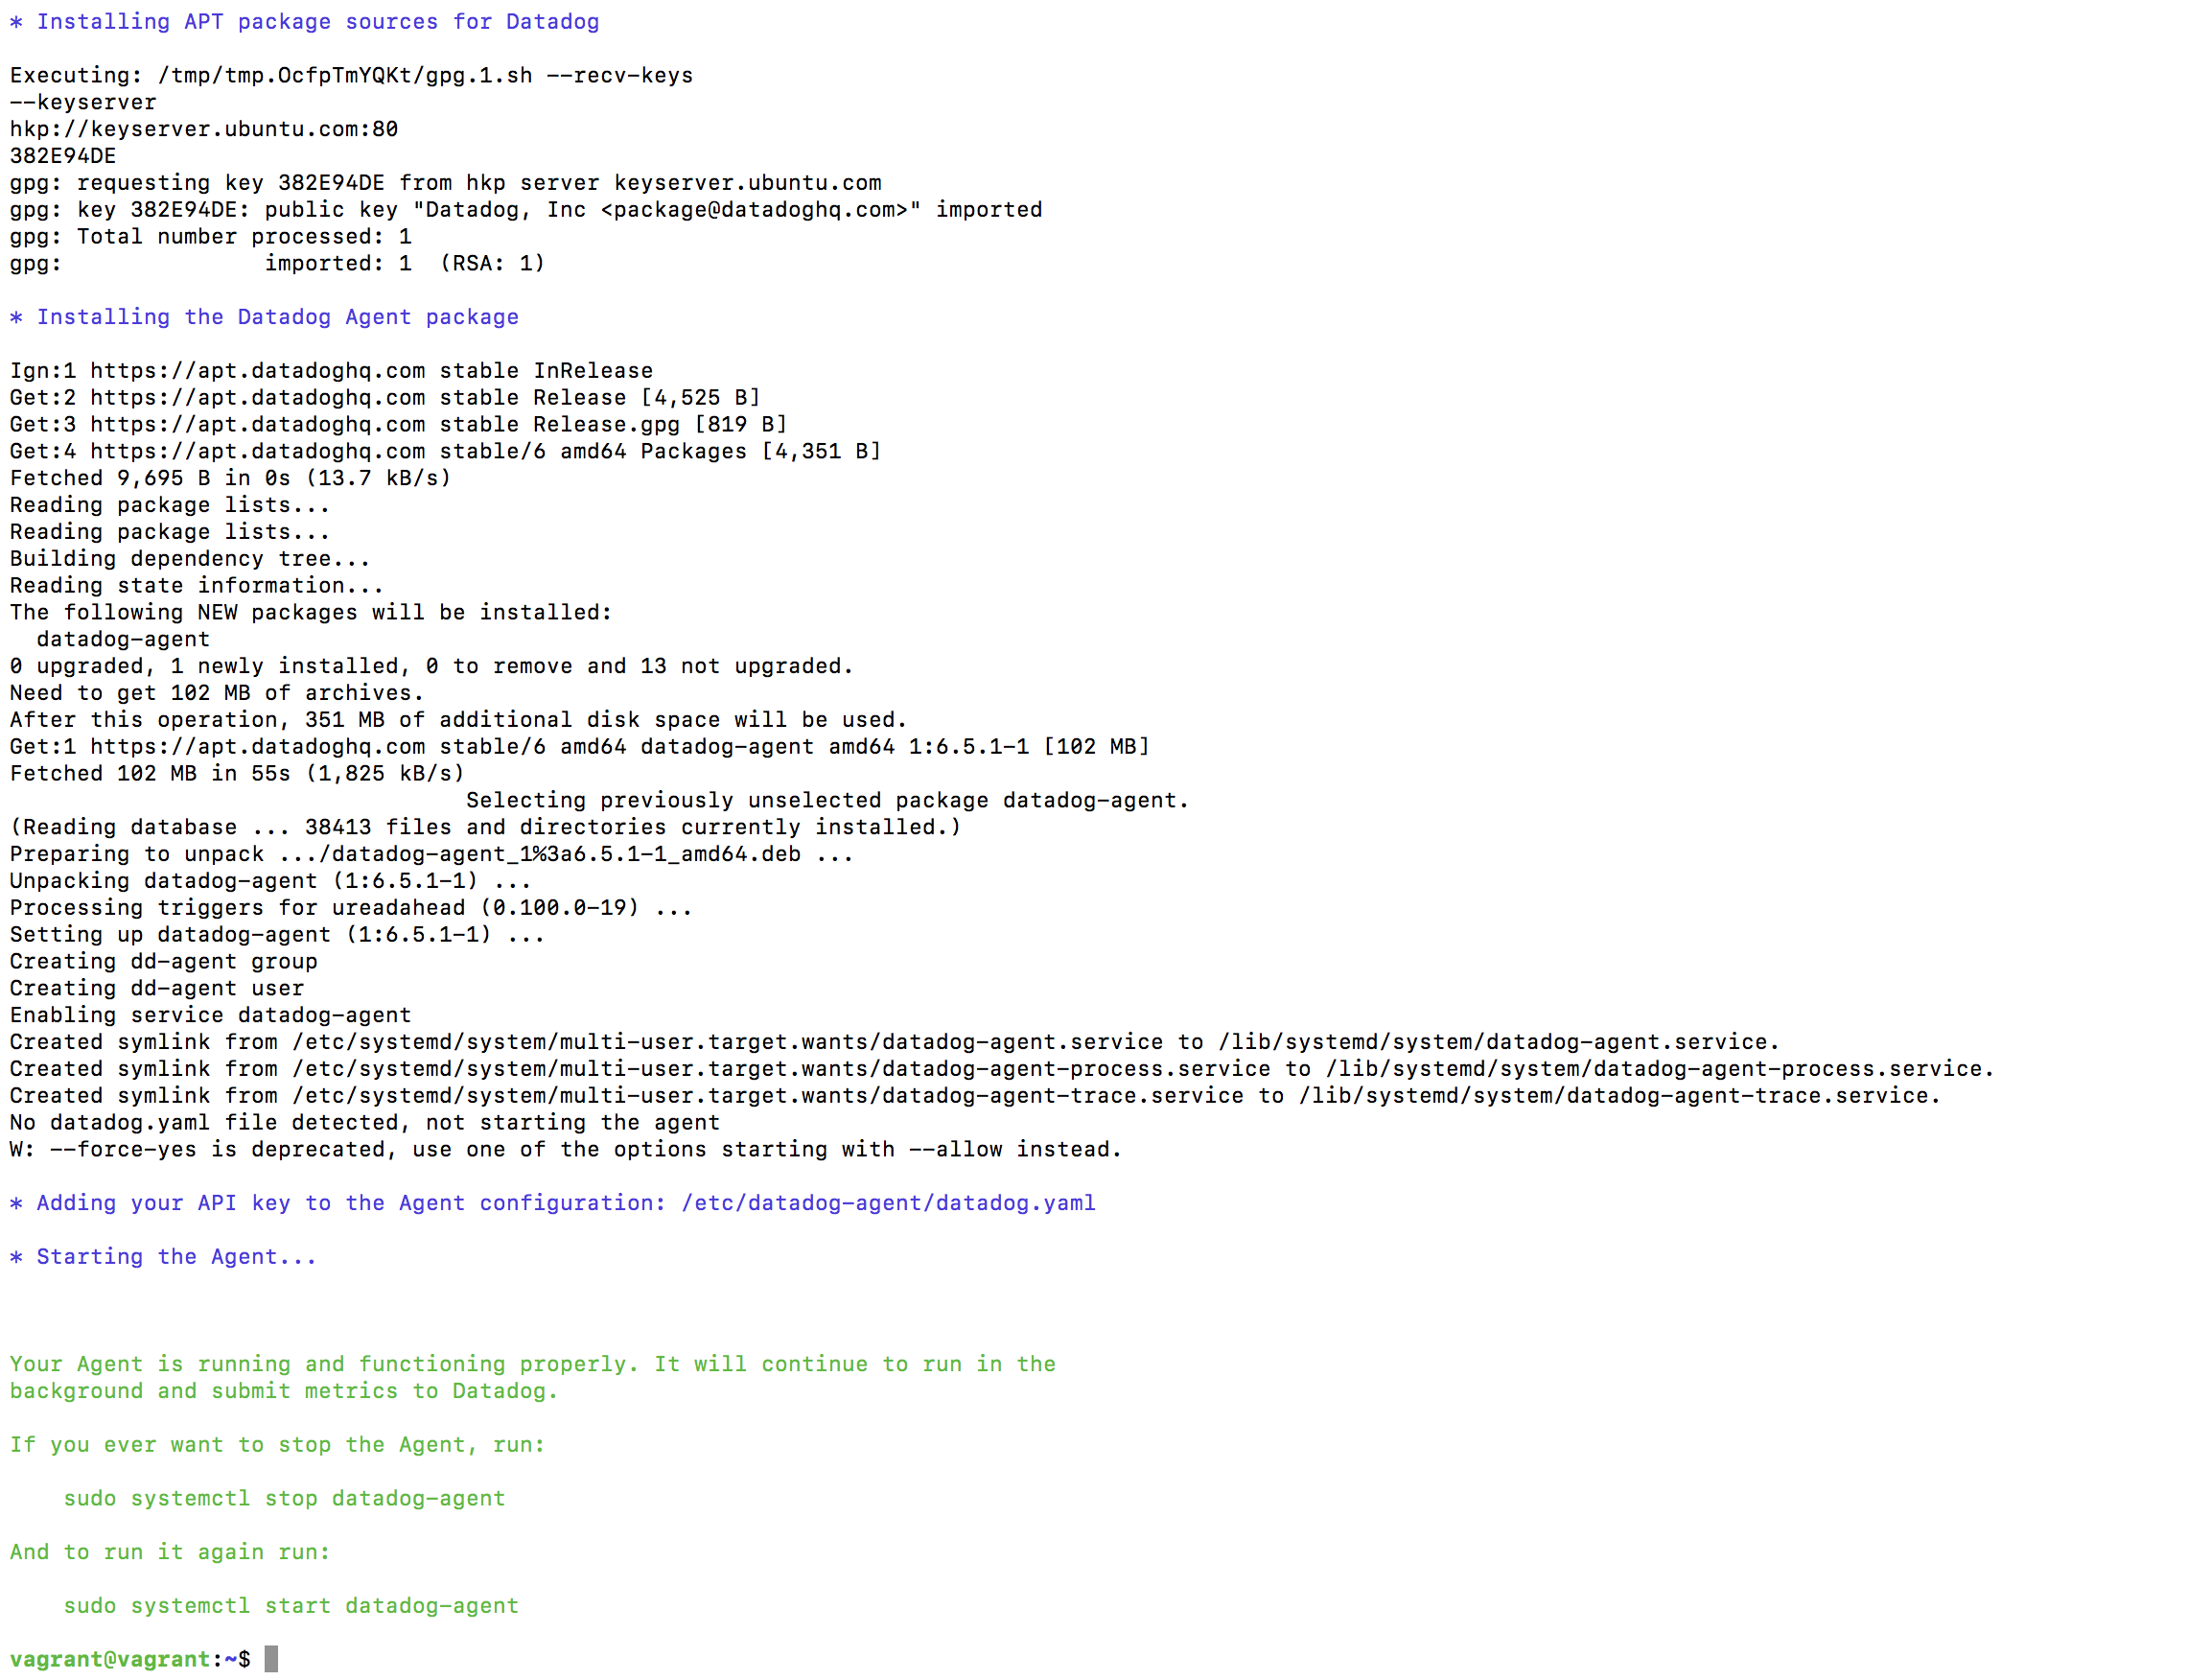 * Installing APT package sources for Datadog
Executing: /tmp/tmp.OcfpTmYQKt/gpg.1.sh --recv-keys
--keyserver
hkp://keyserver.ubuntu.com:80
382E94DE
gpg: requesting key 382E94DE from hkp server keyserver.ubuntu.com
gpg: key 382E94DE: public key "Datadog, Inc <package@datadoghq.com>" imported
gpg: Total number processed: 1
gpg:               imported: 1  (RSA: 1)
* Installing the Datadog Agent package
Ign:1 https://apt.datadoghq.com stable InRelease
Get:2 https://apt.datadoghq.com stable Release [4,525 B]
Get:3 https://apt.datadoghq.com stable Release.gpg [819 B]
Get:4 https://apt.datadoghq.com stable/6 amd64 Packages [4,351 B]
Fetched 9,695 B in 0s (13.7 kB/s)
Reading package lists...
Reading package lists...
Building dependency tree...
Reading state information...
The following NEW packages will be installed:
  datadog-agent
0 upgraded, 1 newly installed, 0 to remove and 13 not upgraded.
Need to get 102 MB of archives.
After this operation, 351 MB of additional disk space will be used.
Get:1 https://apt.datadoghq.com stable/6 amd64 datadog-agent amd64 1:6.5.1-1 [102 MB]
Fetched 102 MB in 55s (1,825 kB/s)
                                  Selecting previously unselected package datadog-agent.
(Reading database ... 38413 files and directories currently installed.)
Preparing to unpack .../datadog-agent_1%3a6.5.1-1_amd64.deb ...
Unpacking datadog-agent (1:6.5.1-1) ...
Processing triggers for ureadahead (0.100.0-19) ...
Setting up datadog-agent (1:6.5.1-1) ...
Creating dd-agent group
Creating dd-agent user
Enabling service datadog-agent
Created symlink from /etc/systemd/system/multi-user.target.wants/datadog-agent.service to /lib/systemd/system/datadog-agent.service.
Created symlink from /etc/systemd/system/multi-user.target.wants/datadog-agent-process.service to /lib/systemd/system/datadog-agent-process.service.
Created symlink from /etc/systemd/system/multi-user.target.wants/datadog-agent-trace.service to /lib/systemd/system/datadog-agent-trace.service.
No datadog.yaml file detected, not starting the agent
W: --force-yes is deprecated, use one of the options starting with --allow instead.
* Adding your API key to the Agent configuration: /etc/datadog-agent/datadog.yaml
* Starting the Agent...
Your Agent is running and functioning properly. It will continue to run in the
background and submit metrics to Datadog.
If you ever want to stop the Agent, run:
    sudo systemctl stop datadog-agent
And to run it again run:
    sudo systemctl start datadog-agent
vagrant@vagrant:~$